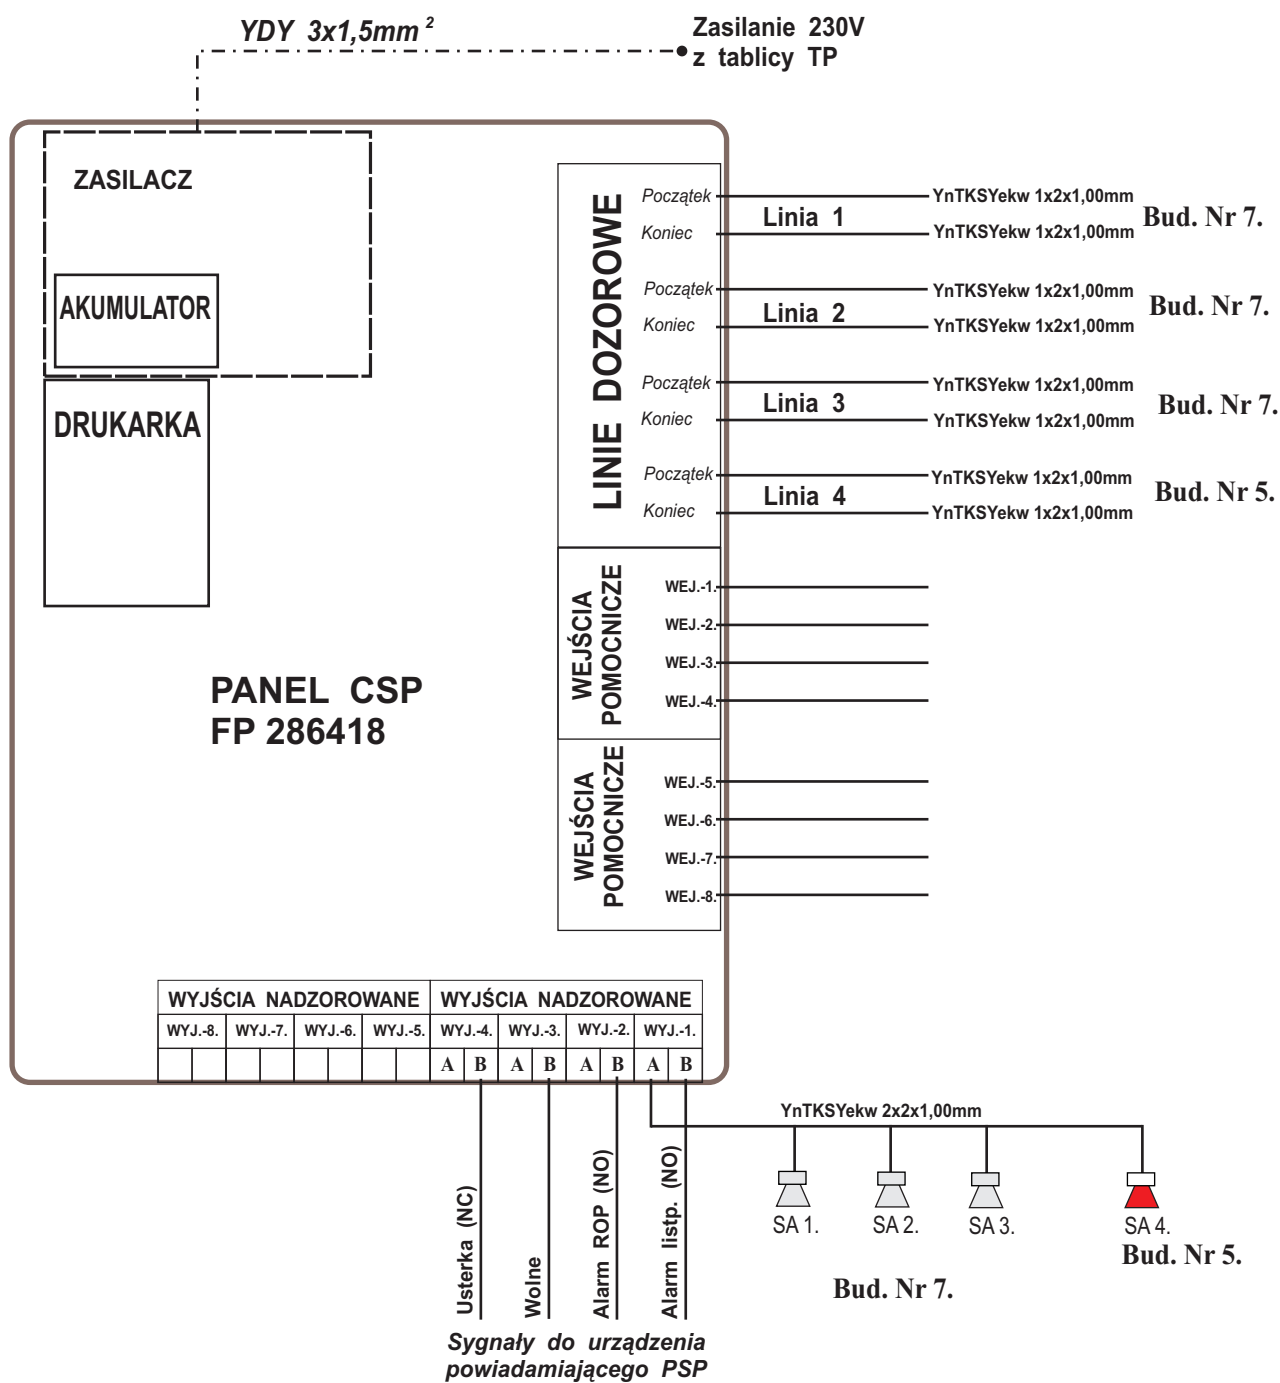 YDY 3x1,5mm²
Zasilanie 230V
z tablicy TP
ZASILACZ
AKUMULATOR
DRUKARKA
PANEL CSP
FP 286418
LINIE DOZOROWE
Początek
YnTKSYekw 1x2x1,00mm
Linia 1
Bud. Nr 7.
Koniec
YnTKSYekw 1x2x1,00mm
Początek
YnTKSYekw 1x2x1,00mm
Linia 2
Bud. Nr 7.
Koniec
YnTKSYekw 1x2x1,00mm
Początek
YnTKSYekw 1x2x1,00mm
Linia 3
Bud. Nr 7.
Koniec
YnTKSYekw 1x2x1,00mm
Początek
YnTKSYekw 1x2x1,00mm
Linia 4
Bud. Nr 5.
Koniec
YnTKSYekw 1x2x1,00mm
WEJŚCIA
POMOCNICZE
WEJ.-1.
WEJ.-2.
WEJ.-3.
WEJ.-4.
WEJŚCIA
POMOCNICZE
WEJ.-5.
WEJ.-6.
WEJ.-7.
WEJ.-8.
WYJŚCIA NADZOROWANE WYJŚCIA NADZOROWANE
WYJ.-8. WYJ.-7. WYJ.-6. WYJ.-5. WYJ.-4. WYJ.-3. WYJ.-2. WYJ.-1.
A B A B A B A B
Usterka (NC)
Wolne
Alarm ROP (NO)
Alarm listp. (NO)
Sygnały do urządzenia
powiadamiającego PSP
YnTKSYekw 2x2x1,00mm
SA 1. SA 2. SA 3. SA 4.
Bud. Nr 5.
Bud. Nr 7.